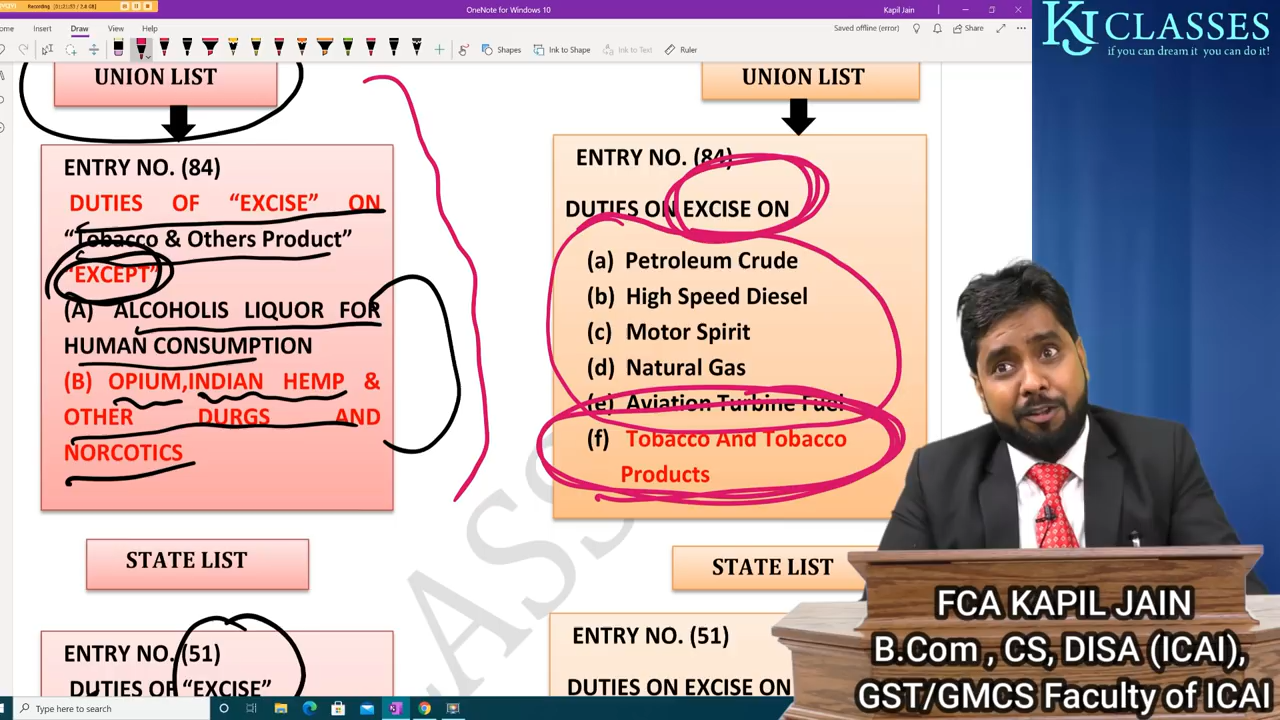 Recording
OneNote for Windows 10
Kapil Jain
Insert
Draw
View
Help
Saved offline (error)
Share
Shapes
Ink to Shape
Ink to Text
Ruler
KJ CLASSES
if you can dream it you can do it!
UNION LIST
ENTRY NO. (84)
DUTIES OF “EXCISE” ON
“Tobacco & Others Product”
“EXCEPT”
(A) ALCOHOLIS LIQUOR FOR
HUMAN CONSUMPTION
(B) OPIUM,INDIAN HEMP &
OTHER DURGS AND
NORCOTICS
STATE LIST
ENTRY NO. (51)
DUTIES OF “EXCISE”
UNION LIST
ENTRY NO. (84)
DUTIES ON EXCISE ON
(a) Petroleum Crude
(b) High Speed Diesel
(c) Motor Spirit
(d) Natural Gas
(e) Aviation Turbine Fuel
(f) Tobacco And Tobacco
Products
STATE LIST
ENTRY NO. (51)
DUTIES ON EXCISE ON
FCA KAPIL JAIN
B.Com , CS, DISA (ICAI),
GST/GMCS Faculty of ICAI
Type here to search